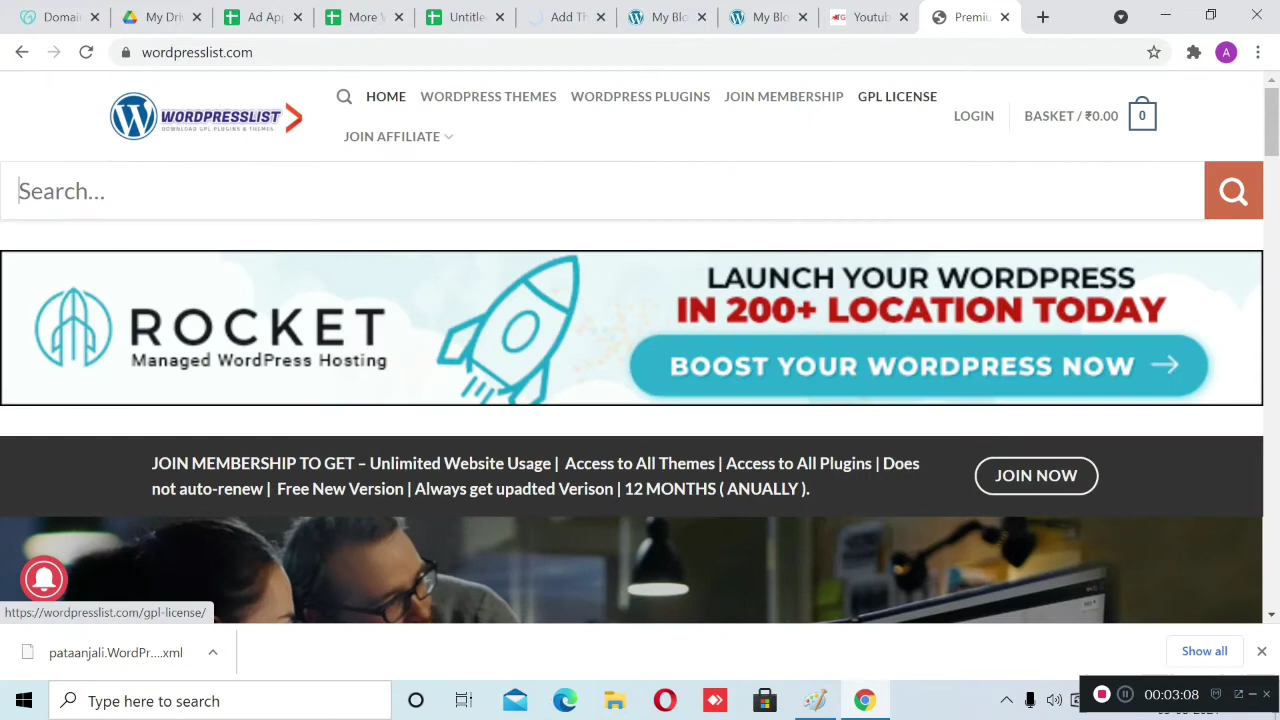 GPL P
My Dri
Ad App
More V
Untitle
Add Th
My Blo
My Blo
Youtub
Premiu
wordpresslist.com
A
WORDPRESSLIST
DOWNLOAD GPL PLUGINS & THEMES
HOME
WORDPRESS THEMES
WORDPRESS PLUGINS
JOIN MEMBERSHIP
GPL LICENSE
JOIN AFFILIATE
LOGIN
BASKET / ₹0.00
0
Search...
ROCKET
Managed WordPress Hosting
LAUNCH YOUR WORDPRESS
IN 200+ LOCATION TODAY
BOOST YOUR WORDPRESS NOW
JOIN MEMBERSHIP TO GET – Unlimited Website Usage | Access to All Themes | Access to All Plugins | Does
not auto-renew | Free New Version | Always get upadted Verison | 12 MONTHS ( ANUALLY ).
JOIN NOW
https://wordpresslist.com/gpl-license/
pataanjali.WordPr....xml
Show all
Type here to search
00:03:08